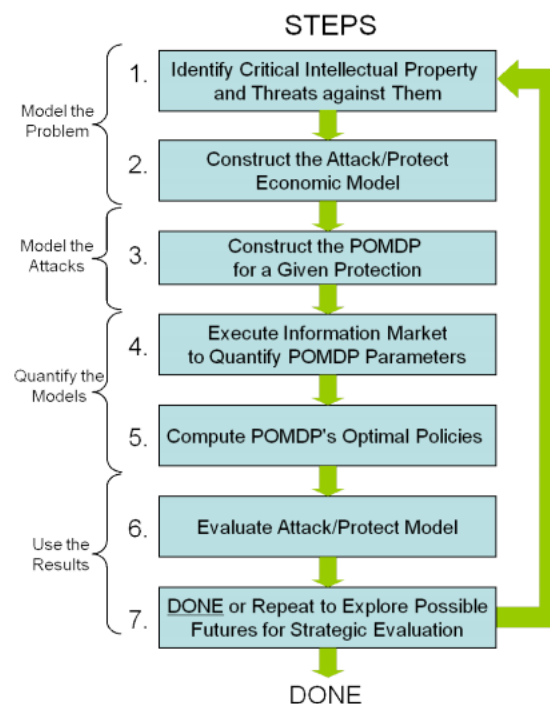 STEPS
Model the
Problem
1.
Identify Critical Intellectual Property
and Threats against Them
2.
Construct the Attack/Protect
Economic Model
Model the
Attacks
3.
Construct the POMDP
for a Given Protection
Quantify the
Models
4.
Execute Information Market
to Quantify POMDP Parameters
5.
Compute POMDP's Optimal Policies
Use the
Results
6.
Evaluate Attack/Protect Model
7.
DONE or Repeat to Explore Possible
Futures for Strategic Evaluation
DONE